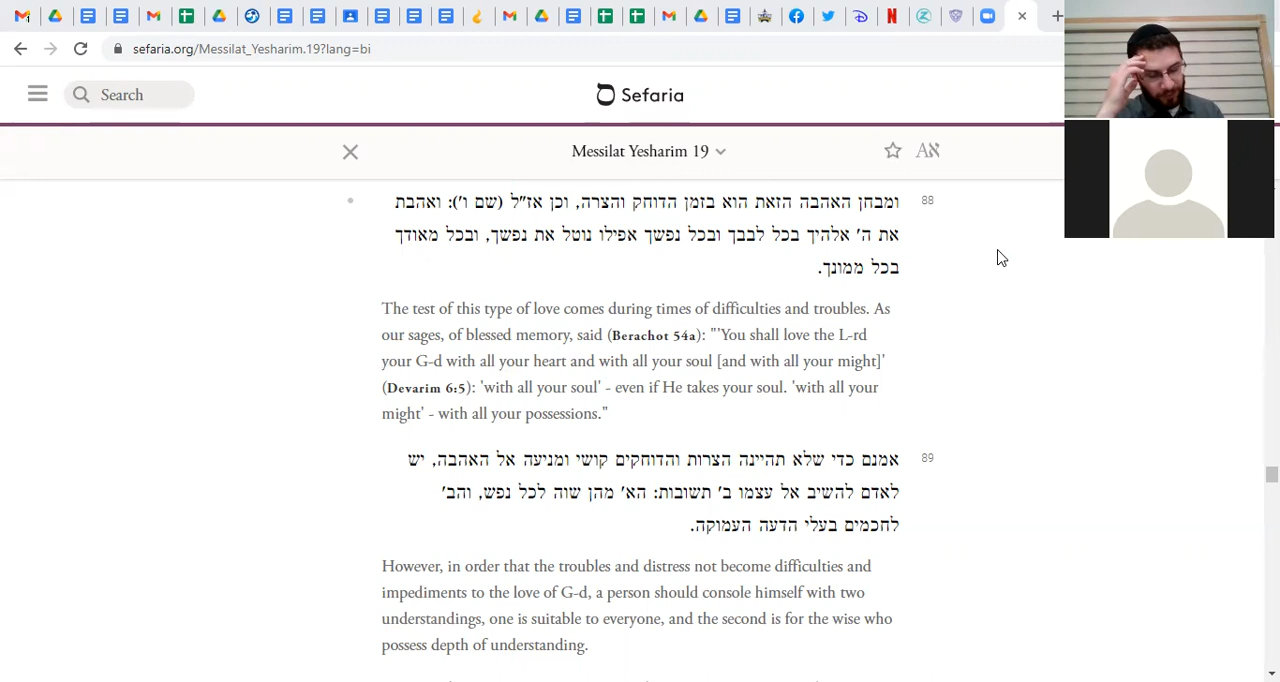 sefaria.org/Messilat_Yesharim.19?lang=bi
Search
Sefaria
Messilat Yesharim 19
Aא
ומבחן האהבה הזאת הוא בזמן הדוחק והצרה, וכן אז״ל (שם ו׳): ואהבת
88
את ה׳ אלהיך בכל לבבך ובכל נפשך אפילו נוטל את נפשך, ובכל מאודך
בכל ממונך.
The test of this type of love comes during times of difficulties and troubles. As
our sages, of blessed memory, said (Berachot 54a): "'You shall love the L-rd
your G-d with all your heart and with all your soul [and with all your might]'
(Devarim 6:5): 'with all your soul' - even if He takes your soul. 'with all your
might' - with all your possessions."
אמנם כדי שלא תהיינה הצרות והדוחקים קושי ומניעה אל האהבה, יש
89
לאדם להשיב אל עצמו ב׳ תשובות: הא׳ מהן שוה לכל נפש, והב׳
לחכמים בעלי הדעה העמוקה.
However, in order that the troubles and distress not become difficulties and
impediments to the love of G-d, a person should console himself with two
understandings, one is suitable to everyone, and the second is for the wise who
possess depth of understanding.